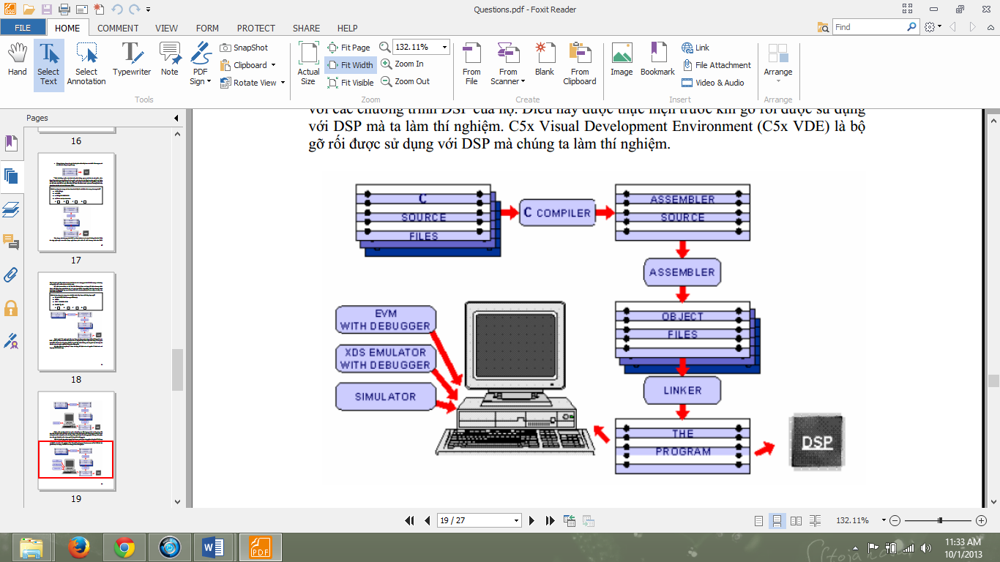 Questions.pdf - Foxit Reader
FILE
HOME
COMMENT
VIEW
FORM
PROTECT
SHARE
HELP
Find
Hand
Select Text
Select Annotation
Typewriter
Note
PDF Sign
SnapShot
Clipboard
Rotate View
Tools
Actual Size
Fit Page
Fit Width
Fit Visible
132.11%
Zoom In
Zoom Out
Zoom
From File
From Scanner
Blank
From Clipboard
Create
Image
Bookmark
Link
File Attachment
Video & Audio
Insert
Arrange
Arrange
Pages
16
17
18
19
với các chương trình DSP của họ. Điều này được thực hiện trước khi gỡ rối được sử dụng
với DSP mà ta làm thí nghiệm. C5x Visual Development Environment (C5x VDE) là bộ
gỡ rối được sử dụng với DSP mà chúng ta làm thí nghiệm.
C
SOURCE
FILES
C COMPILER
ASSEMBLER
SOURCE
ASSEMBLER
OBJECT
FILES
LINKER
THE
PROGRAM
DSP
EVM
WITH DEBUGGER
XDS EMULATOR
WITH DEBUGGER
SIMULATOR
19 / 27
132.11%
PDF
11:33 AM
10/1/2013